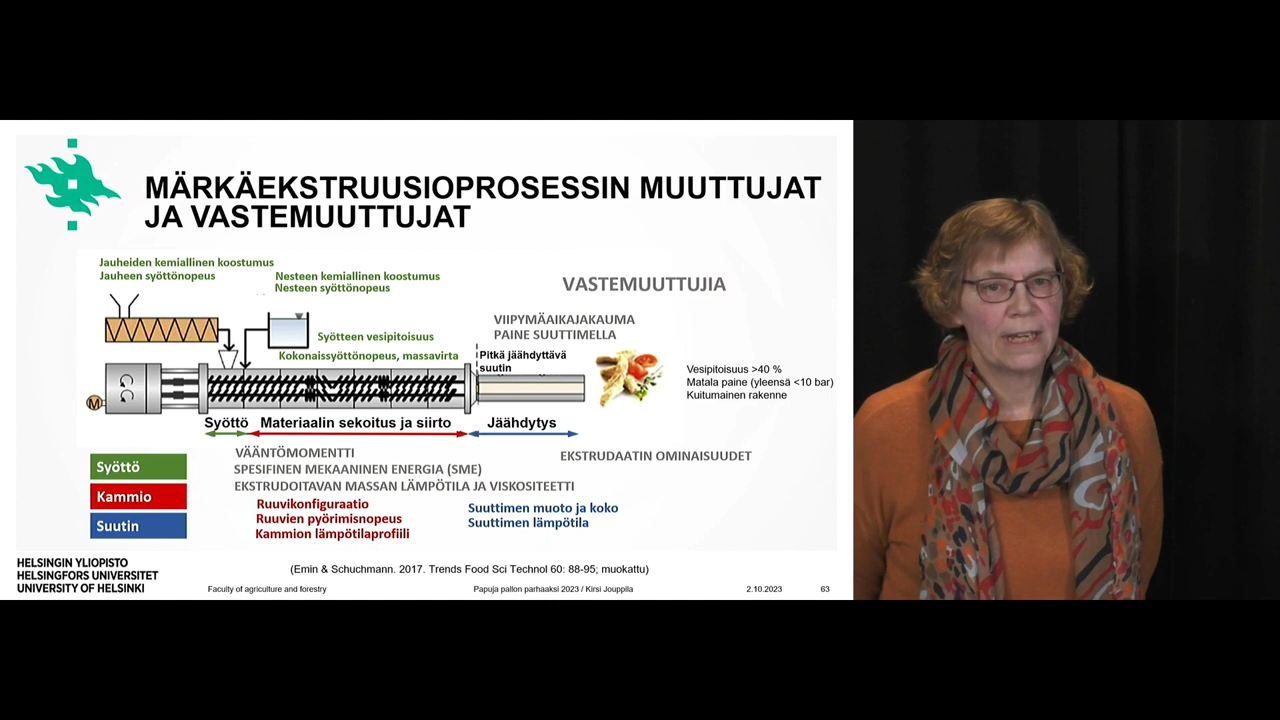 MÄRKÄEKSTRUUSIOPROSESSIN MUUTTUJAT
JA VASTEMUUTTUJAT
Jauheiden kemiallinen koostumus
Jauheen syöttönopeus
Nesteen kemiallinen koostumus
Nesteen syöttönopeus
VASTEMUUTTUJIA
VIIPYMÄAIKAJAKAUMA
PAINE SUUTTIMELLA
Syötteen vesipitoisuus
Kokonaissyöttönopeus, massavirta
Pitkä jäähdyttävä
suutin
Vesipitoisuus >40 %
Matala paine (yleensä <10 bar)
Kuitumainen rakenne
M
Syöttö
Materiaalin sekoitus ja siirto
Jäähdytys
VÄÄNTÖMOMENTTI
SPESIFINEN MEKAANINEN ENERGIA (SME)
EKSTRUDOITAVAN MASSAN LÄMPÖTILA JA VISKOSITEETTI
EKSTRUDAATIN OMINAISUUDET
Syöttö
Kammio
Suutin
Ruuvikonfiguraatio
Ruuvien pyörimisnopeus
Kammion lämpötilaprofiili
Suuttimen muoto ja koko
Suuttimen lämpötila
HELSINGIN YLIOPISTO
HELSINGFORS UNIVERSITET
UNIVERSITY OF HELSINKI
(Emin & Schuchmann. 2017. Trends Food Sci Technol 60: 88-95; muokattu)
Faculty of agriculture and forestry
Papuja pallon parhaaksi 2023 / Kirsi Jouppila
2.10.2023
63